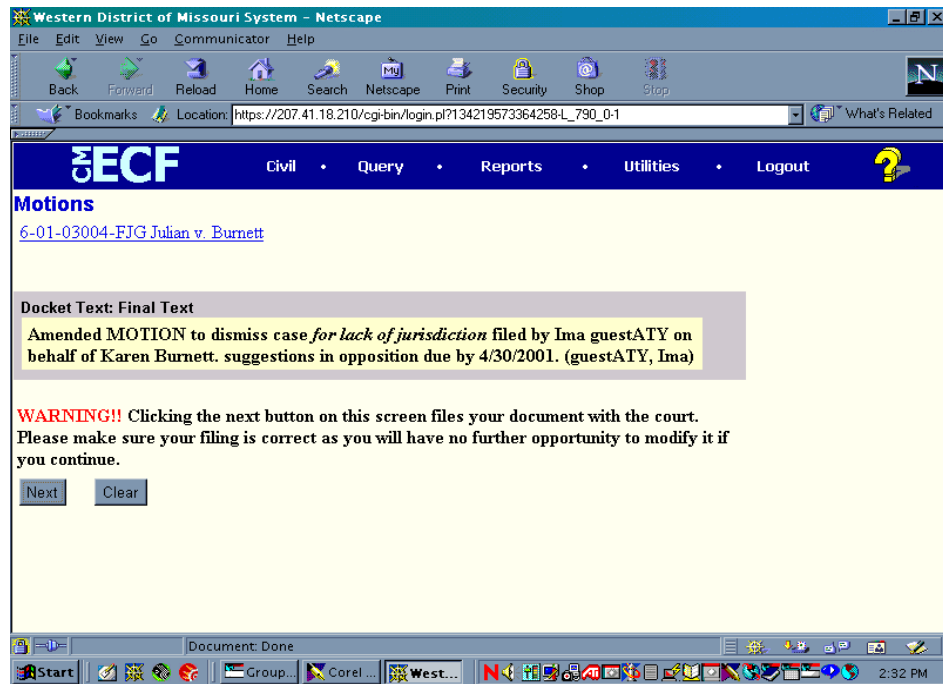 Western District of Missouri System - Netscape
File Edit View Go Communicator Help
Back Forward Reload Home Search Netscape Print Security Shop Stop
Bookmarks Location: https://207.41.18.210/cgi-bin/login.pl?134219573364258-L_790_0-1 What's Related
CM ECF Civil • Query • Reports • Utilities • Logout ?
Motions
6-01-03004-FJG Julian v. Burnett
Docket Text: Final Text
Amended MOTION to dismiss case for lack of jurisdiction filed by Ima guestATY on
behalf of Karen Burnett. suggestions in opposition due by 4/30/2001. (guestATY, Ima)
WARNING!! Clicking the next button on this screen files your document with the court.
Please make sure your filing is correct as you will have no further opportunity to modify it if
you continue.
Next Clear
Document: Done
Start Group... Corel ... West... 2:32 PM